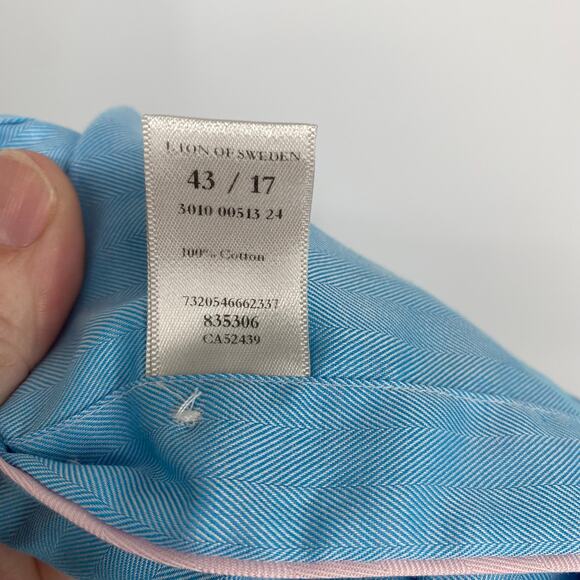 ETON OF SWEDEN
43 / 17
3010 00513 24
100% Cotton
7320546662337
835306
CA52439